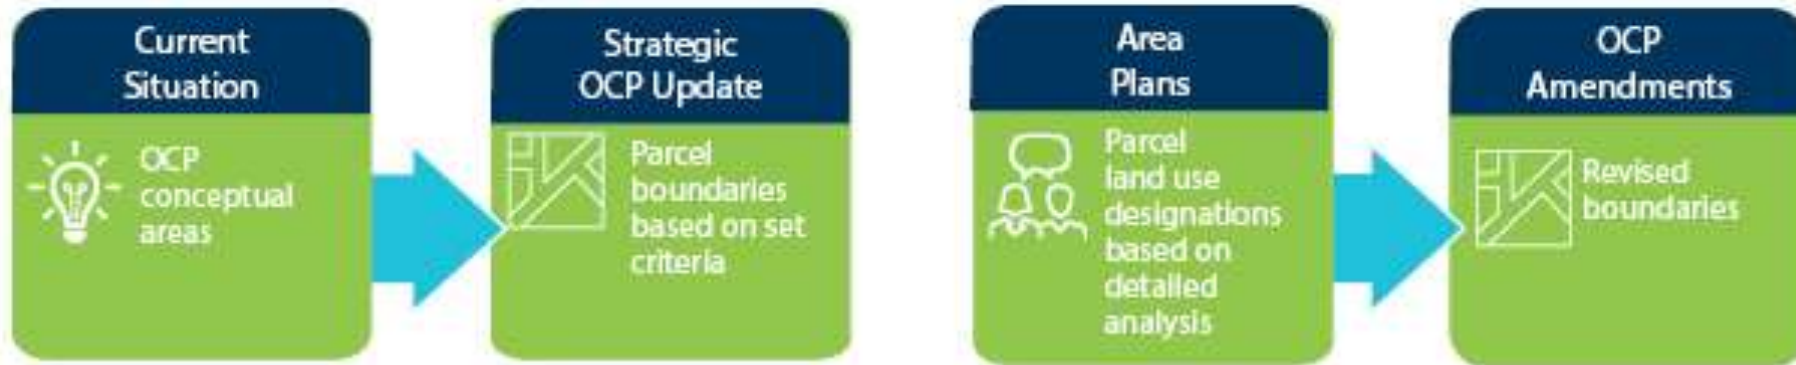 Current
Situation
OCP
conceptual
areas
Strategic
OCP Update
Parcel
boundaries
based on set
criteria
Area
Plans
Parcel
land use
designations
based on
detailed
analysis
OCP
Amendments
Revised
boundaries